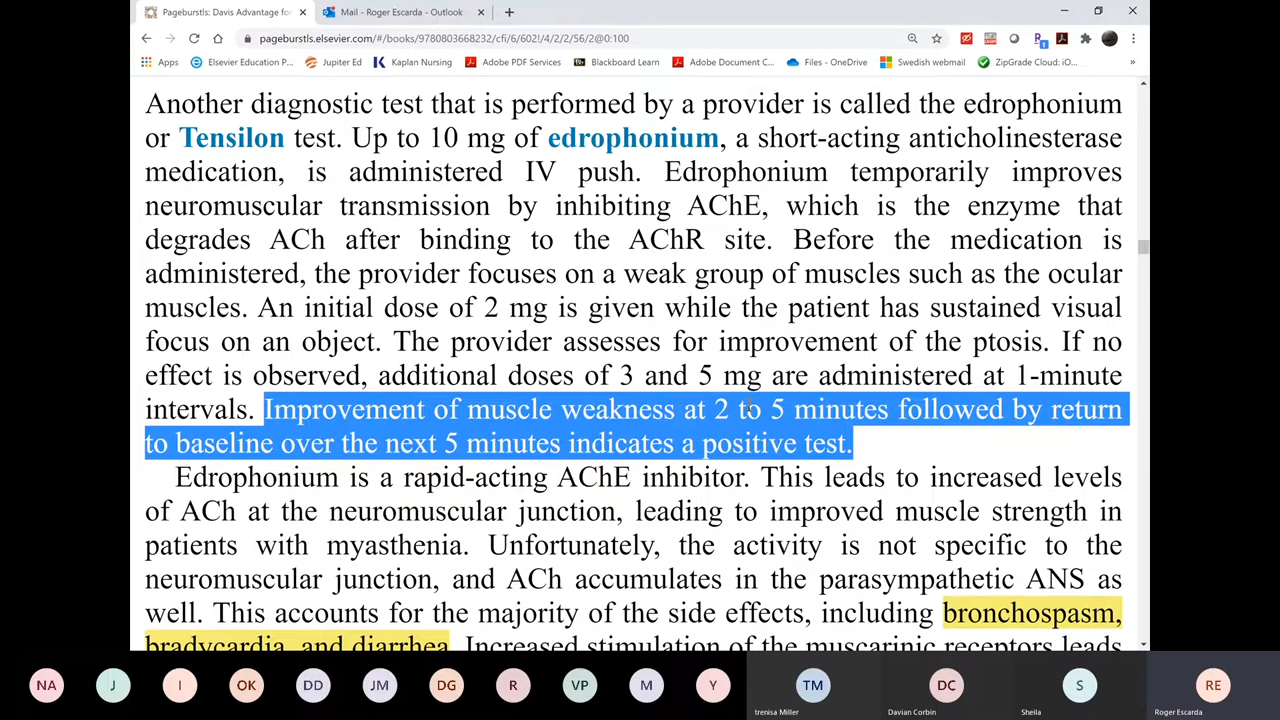 Pageburstls: Davis Advantage for
Mail - Roger Escarda - Outlook
pageburstls.elsevier.com/#/books/9780803668232/cfi/6/602!/4/2/2/56/2@0:100
Apps
Elsevier Education P...
Jupiter Ed
Kaplan Nursing
Adobe PDF Services
Blackboard Learn
Adobe Document C...
Files - OneDrive
Swedish webmail
ZipGrade Cloud: iO...
Another diagnostic test that is performed by a provider is called the edrophonium
or Tensilon test. Up to 10 mg of edrophonium, a short-acting anticholinesterase
medication, is administered IV push. Edrophonium temporarily improves
neuromuscular transmission by inhibiting AChE, which is the enzyme that
degrades ACh after binding to the AChR site. Before the medication is
administered, the provider focuses on a weak group of muscles such as the ocular
muscles. An initial dose of 2 mg is given while the patient has sustained visual
focus on an object. The provider assesses for improvement of the ptosis. If no
effect is observed, additional doses of 3 and 5 mg are administered at 1-minute
intervals. Improvement of muscle weakness at 2 to 5 minutes followed by return
to baseline over the next 5 minutes indicates a positive test.
Edrophonium is a rapid-acting AChE inhibitor. This leads to increased levels
of ACh at the neuromuscular junction, leading to improved muscle strength in
patients with myasthenia. Unfortunately, the activity is not specific to the
neuromuscular junction, and ACh accumulates in the parasympathetic ANS as
well. This accounts for the majority of the side effects, including bronchospasm,
bradycardia, and diarrhea. Increased stimulation of the muscarinic receptors leads
NA
J
I
OK
DD
JM
DG
R
VP
M
Y
TM
DC
S
RE
trenisa Miller
Davian Corbin
Sheila
Roger Escarda